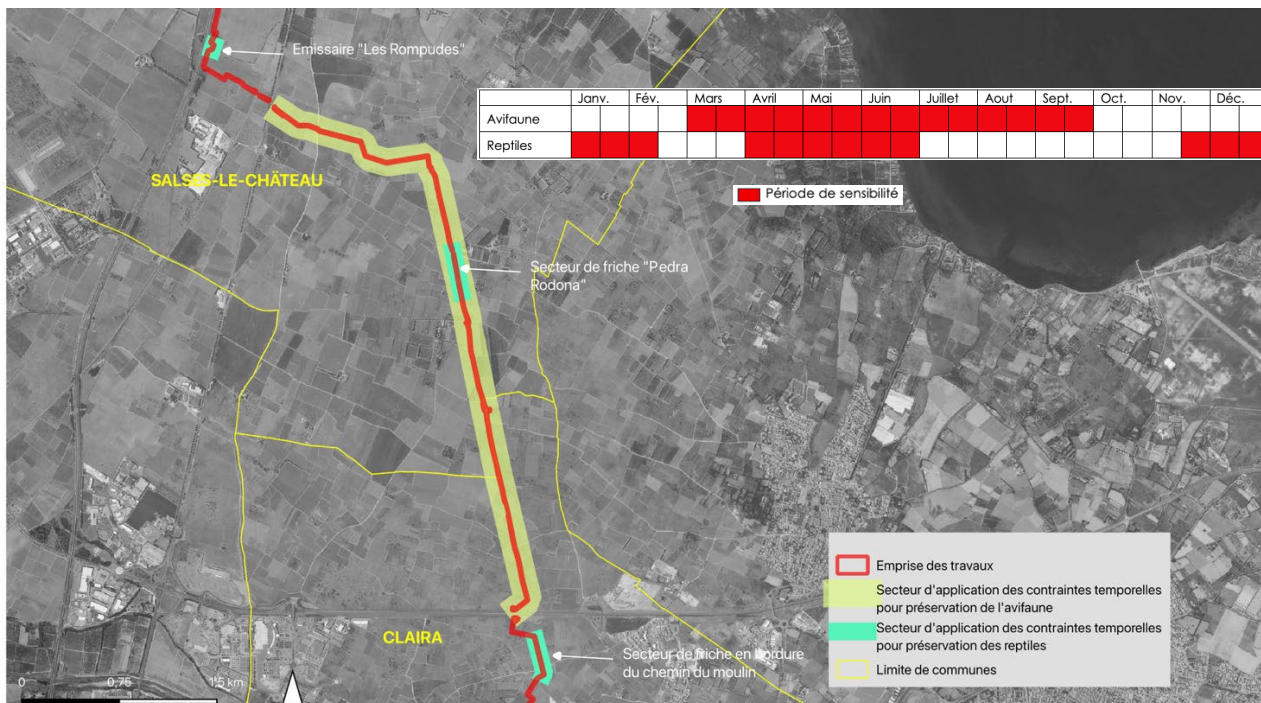 Emissaire "Les Rompudes"
Janv. Fév. Mars Avril Mai Juin Juillet Aout Sept. Oct. Nov. Déc.
Avifaune
Reptiles
Période de sensibilité
SALSES-LE-CHÄTEAU
Secteur de friche "Pedra
Rodona"
Emprise des travaux
Secteur d'application des contraintes temporelles
pour préservation de l'avifaune
Secteur d'application des contraintes temporelles
pour préservation des reptiles
Limite de communes
CLAIRA
Secteur de friche en bordure
du chemin du moulin
0 0,75 1,5 km